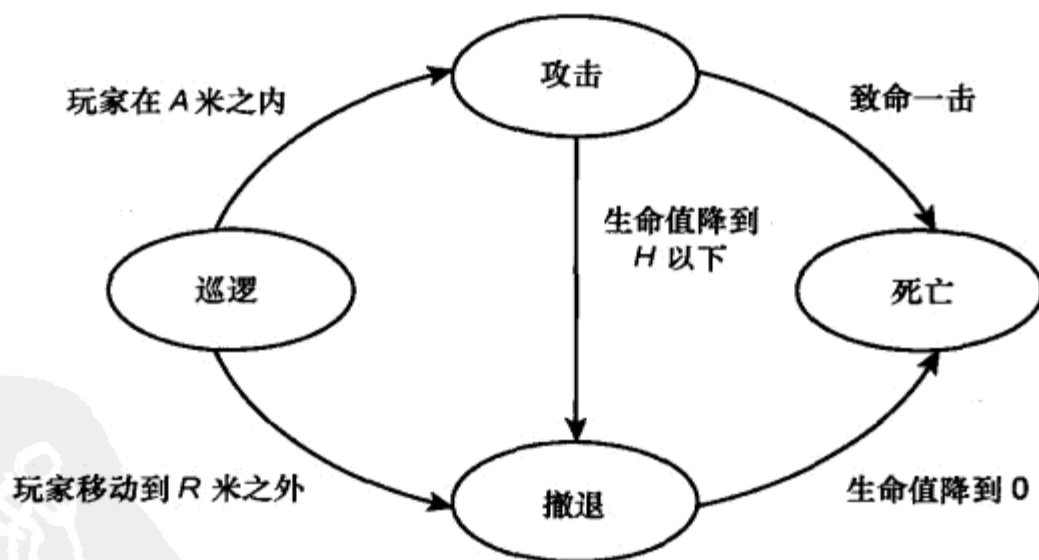 攻击
玩家在 A 米之内
致命一击
生命值降到
H 以下
巡逻
死亡
玩家移动到 R 米之外
撤退
生命值降到 0